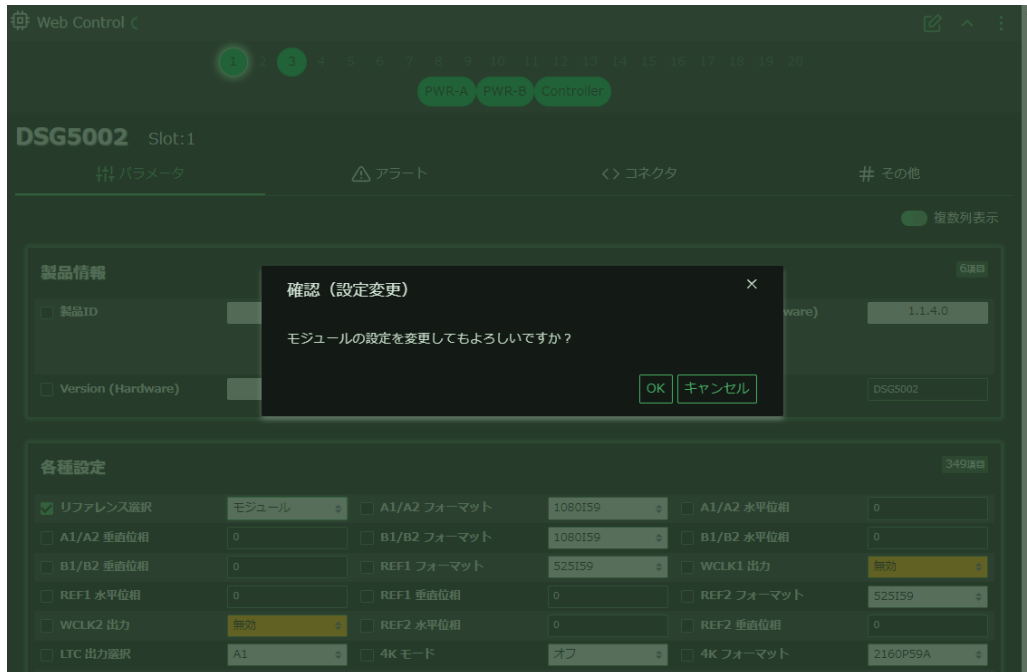 Web Control
1 2 3 4 5 6 7 8 9 10 11 12 13 14 15 16 17 18 19 20
PWR-A PWR-B Controller
DSG5002 Slot:1
パラメータ アラート コネクタ その他
複数列表示
製品情報 6項目
確認（設定変更）
製品ID ware) 1.1.4.0
モジュールの設定を変更してもよろしいですか？
Version (Hardware) DSG5002
OK キャンセル
各種設定 349項目
リファレンス選択 モジュール A1/A2 フォーマット 1080I59 A1/A2 水平位相 0
A1/A2 垂直位相 0 B1/B2 フォーマット 1080I59 B1/B2 水平位相 0
B1/B2 垂直位相 0 REF1 フォーマット 525I59 WCLK1 出力 無効
REF1 水平位相 0 REF1 垂直位相 0 REF2 フォーマット 525I59
WCLK2 出力 無効 REF2 水平位相 0 REF2 垂直位相 0
LTC 出力選択 A1 4K モード オフ 4K フォーマット 2160P59A